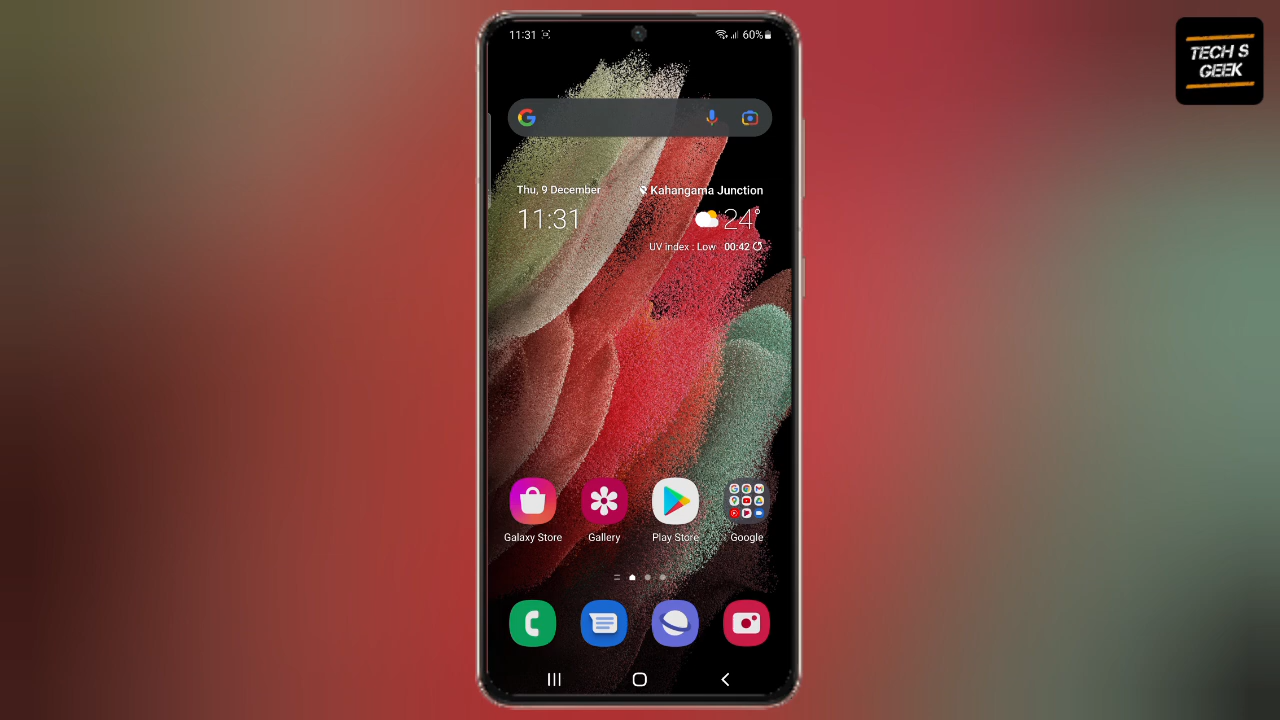 11:31
60%
TECH S
GEEK
Thu, 9 December
Kahangama Junction
11:31
24°
UV index : Low 00:42
Galaxy Store
Gallery
Play Store
Google